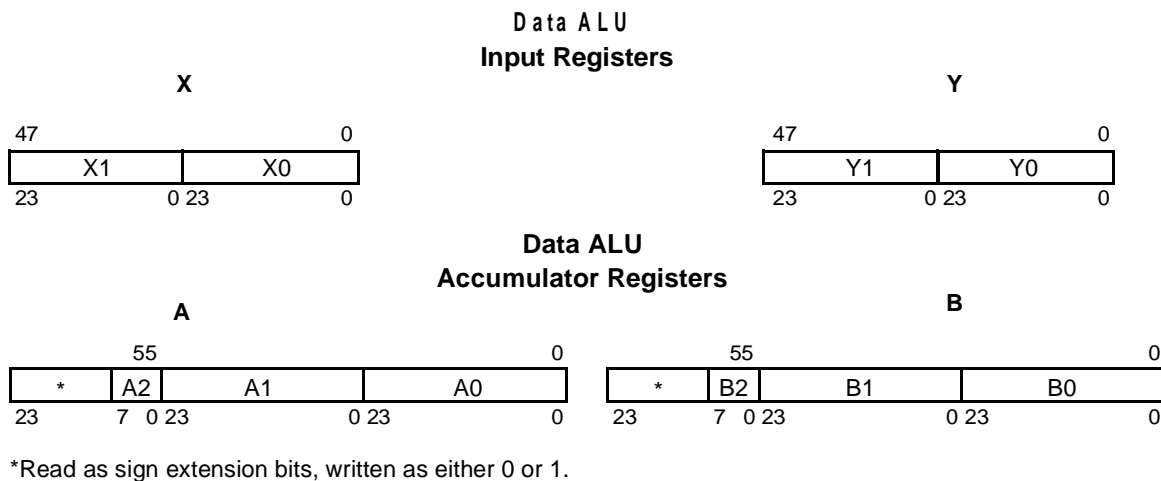 Data ALU
Input Registers
X Y
47 0 47 0
X1 X0 Y1 Y0
23 0 23 0 23 0 23 0
Data ALU
Accumulator Registers
A B
55 0 55 0
* A2 A1 A0 * B2 B1 B0
23 7 0 23 0 23 0 23 7 0 23 0 23 0
*Read as sign extension bits, written as either 0 or 1.